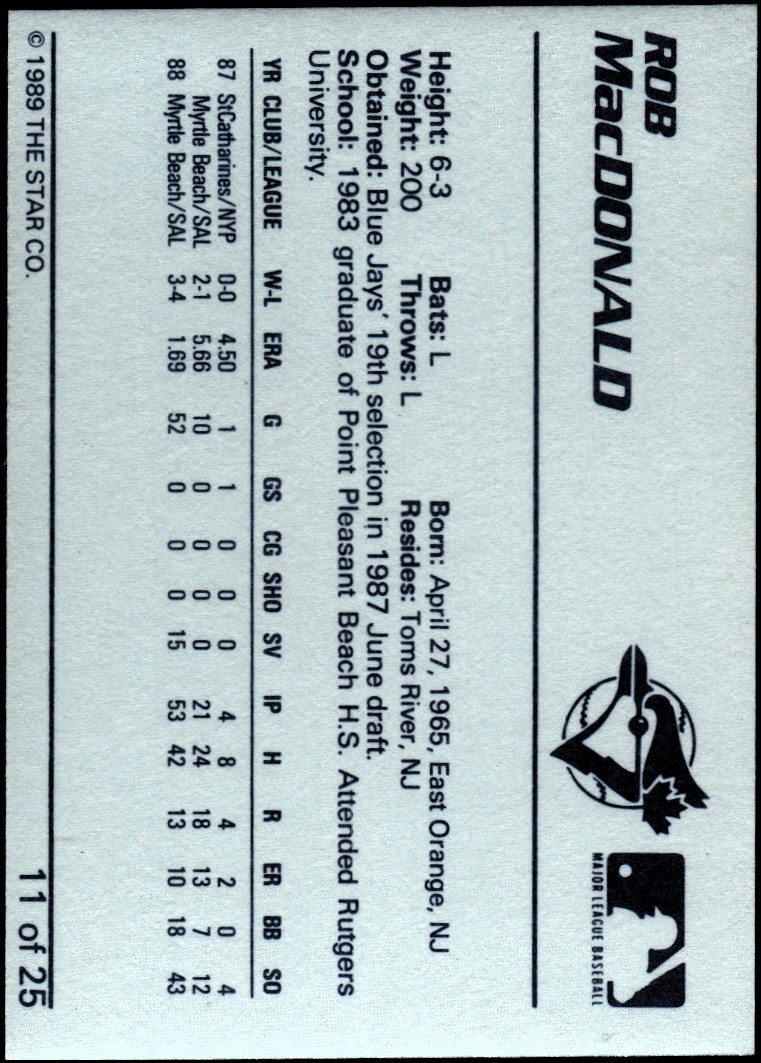 ROB
MacDONALD
MAJOR LEAGUE BASEBALL
Height: 6-3 Bats: L Born: April 27, 1965, East Orange, NJ
Weight: 200 Throws: L Resides: Toms River, NJ
Obtained: Blue Jays' 19th selection in 1987 June draft.
School: 1983 graduate of Point Pleasant Beach H.S. Attended Rutgers
University.
YR CLUB/LEAGUE W-L ERA G GS CG SHO SV IP H R ER BB SO
87 StCatharines/NYP 0-0 4.50 1 1 0 0 0 4 8 4 2 0 4
Myrtle Beach/SAL 2-1 5.66 10 0 0 0 0 21 24 18 13 7 12
88 Myrtle Beach/SAL 3-4 1.69 52 0 0 0 15 53 42 13 10 18 43
© 1989 THE STAR CO. 11 of 25